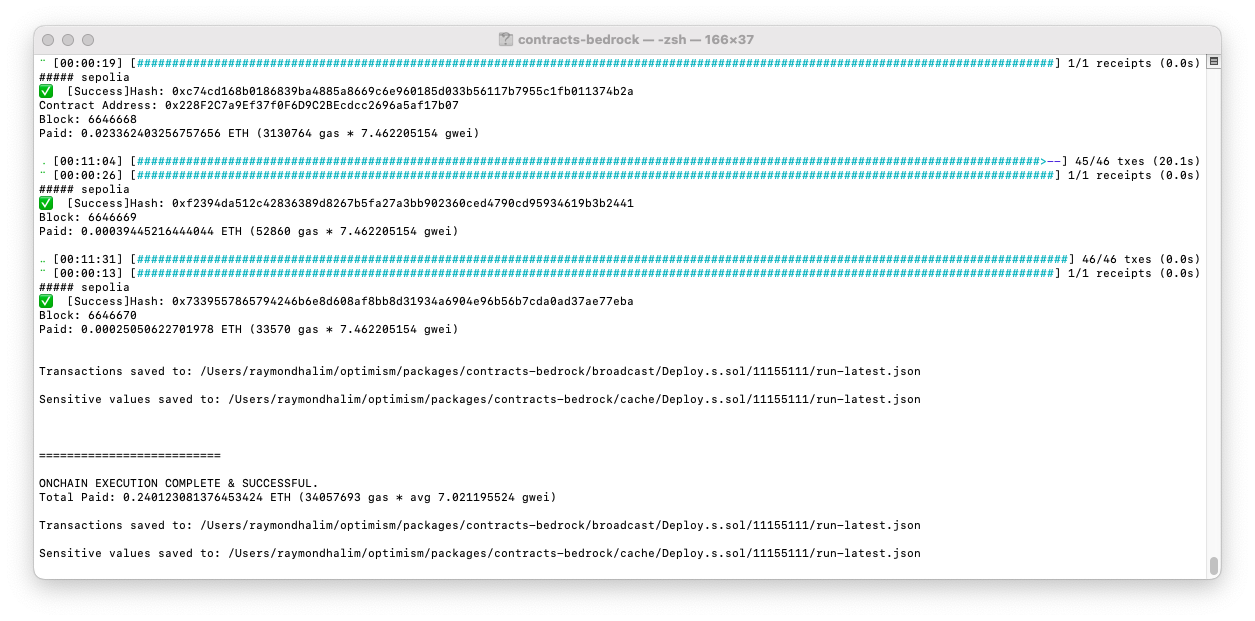 contracts-bedrock — -zsh — 166×37
[00:00:19] [###################################################################################################################################] 1/1 receipts (0.0s)
##### sepolia
✅ [Success]Hash: 0xc74cd168b0186839ba4885a8669c6e960185d033b56117b7955c1fb011374b2a
Contract Address: 0x228F2C7a9Ef37f0F6D9C2BEcdcc2696a5af17b07
Block: 6646668
Paid: 0.023362403256757656 ETH (3130764 gas * 7.462205154 gwei)
[00:11:04] [#################################################################################################################################>--] 45/46 txes (20.1s)
[00:00:26] [###################################################################################################################################] 1/1 receipts (0.0s)
##### sepolia
✅ [Success]Hash: 0xf2394da512c42836389d8267b5fa27a3bb902360ced4790cd95934619b3b2441
Block: 6646669
Paid: 0.00039445216444044 ETH (52860 gas * 7.462205154 gwei)
[00:11:31] [#####################################################################################################################################] 46/46 txes (0.0s)
[00:00:13] [###################################################################################################################################] 1/1 receipts (0.0s)
##### sepolia
✅ [Success]Hash: 0x7339557865794246b6e8d608af8bb8d31934a6904e96b56b7cda0ad37ae77eba
Block: 6646670
Paid: 0.00025050622701978 ETH (33570 gas * 7.462205154 gwei)
Transactions saved to: /Users/raymondhalim/optimism/packages/contracts-bedrock/broadcast/Deploy.s.sol/11155111/run-latest.json
Sensitive values saved to: /Users/raymondhalim/optimism/packages/contracts-bedrock/cache/Deploy.s.sol/11155111/run-latest.json
==========================
ONCHAIN EXECUTION COMPLETE & SUCCESSFUL.
Total Paid: 0.240123081376453424 ETH (34057693 gas * avg 7.021195524 gwei)
Transactions saved to: /Users/raymondhalim/optimism/packages/contracts-bedrock/broadcast/Deploy.s.sol/11155111/run-latest.json
Sensitive values saved to: /Users/raymondhalim/optimism/packages/contracts-bedrock/cache/Deploy.s.sol/11155111/run-latest.json